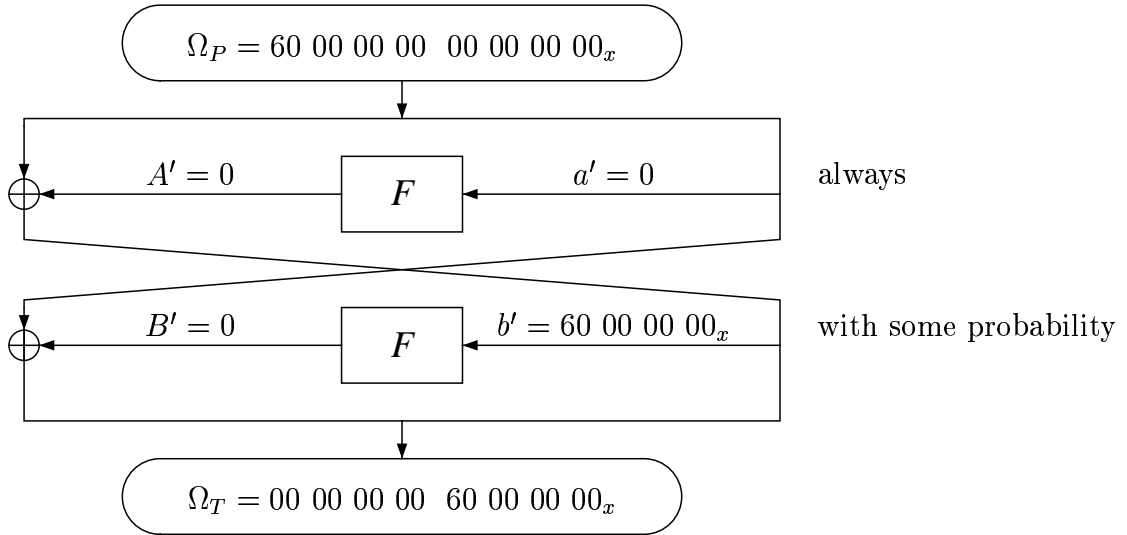 Ω_P = 60 00 00 00 00 00 00 00_x
A′ = 0
F
a′ = 0
always
B′ = 0
F
b′ = 60 00 00 00_x
with some probability
Ω_T = 00 00 00 00 60 00 00 00_x